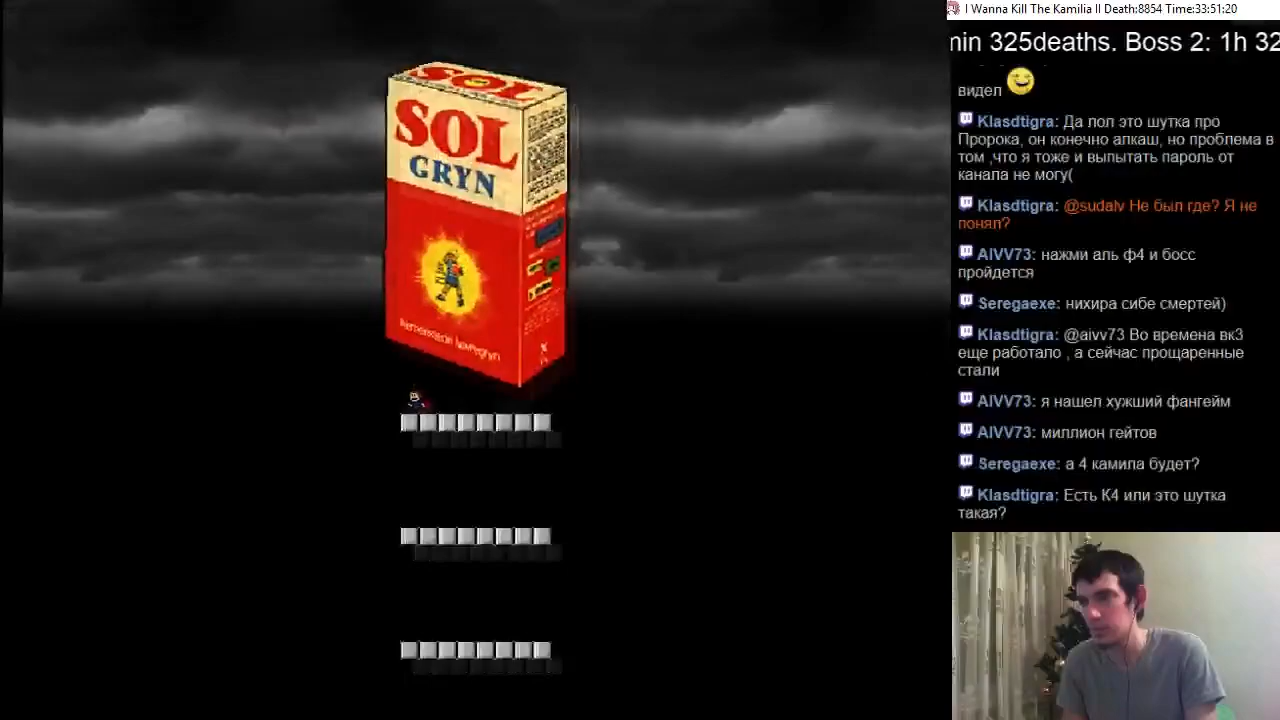 I Wanna Kill The Kamilia II Death:8854 Time:33:51:20
min 325deaths. Boss 2: 1h 32
видел
Klasdtigra: Да лол это шутка про
Пророка, он конечно алкаш, но проблема в
том ,что я тоже и выпытать пароль от
канала не могу(
Klasdtigra: @sudalv Не был где? Я не
понял?
AIVV73: нажми аль ф4 и босс
пройдется
Seregaexe: нихира сибе смертей)
Klasdtigra: @aivv73 Во времена вк3
еще работало , а сейчас прощаренные
стали
AIVV73: я нашел хужший фангейм
AIVV73: миллион гейтов
Seregaexe: а 4 камила будет?
Klasdtigra: Есть К4 или это шутка
такая?
SOL
SOL
GRYN